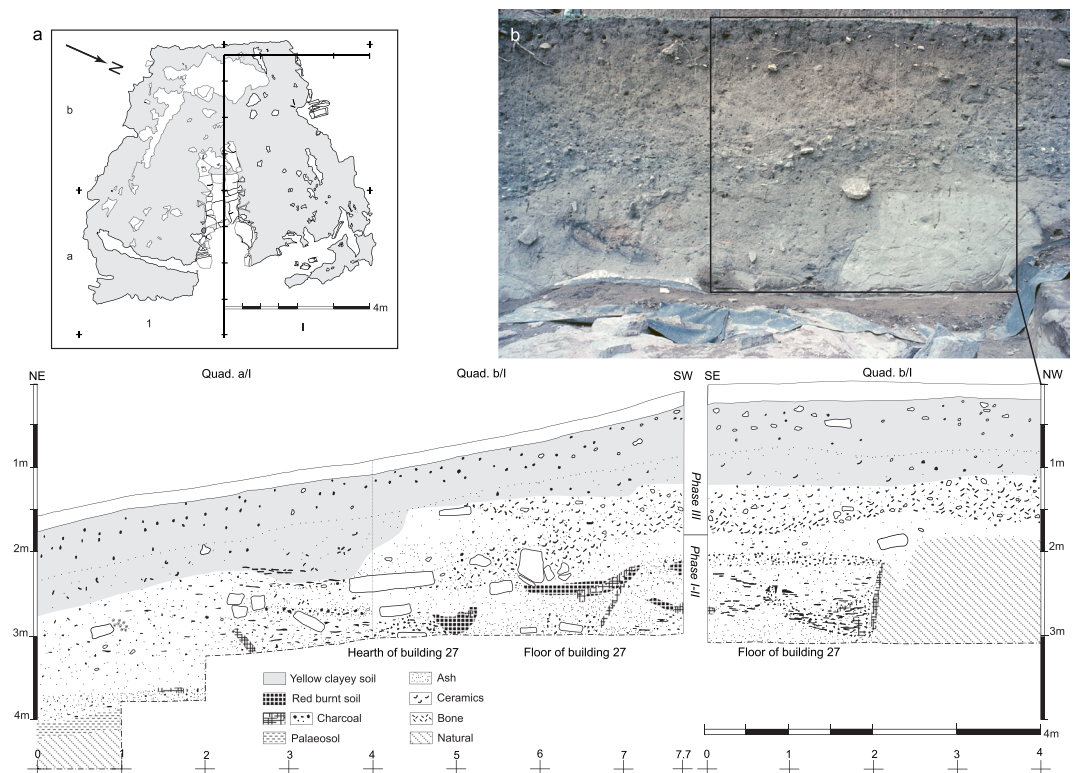 a
N
b
a
1
I
4m
b
NE
Quad. a/I
Quad. b/I
SW
SE
Quad. b/I
NW
1m
2m
3m
4m
Phase III
Phase I-II
1m
2m
3m
4m
Hearth of building 27
Floor of building 27
Floor of building 27
Yellow clayey soil
Red burnt soil
Charcoal
Palaeosol
Ash
Ceramics
Bone
Natural
0 1 2 3 4 5 6 7 7.7
0 1 2 3 4